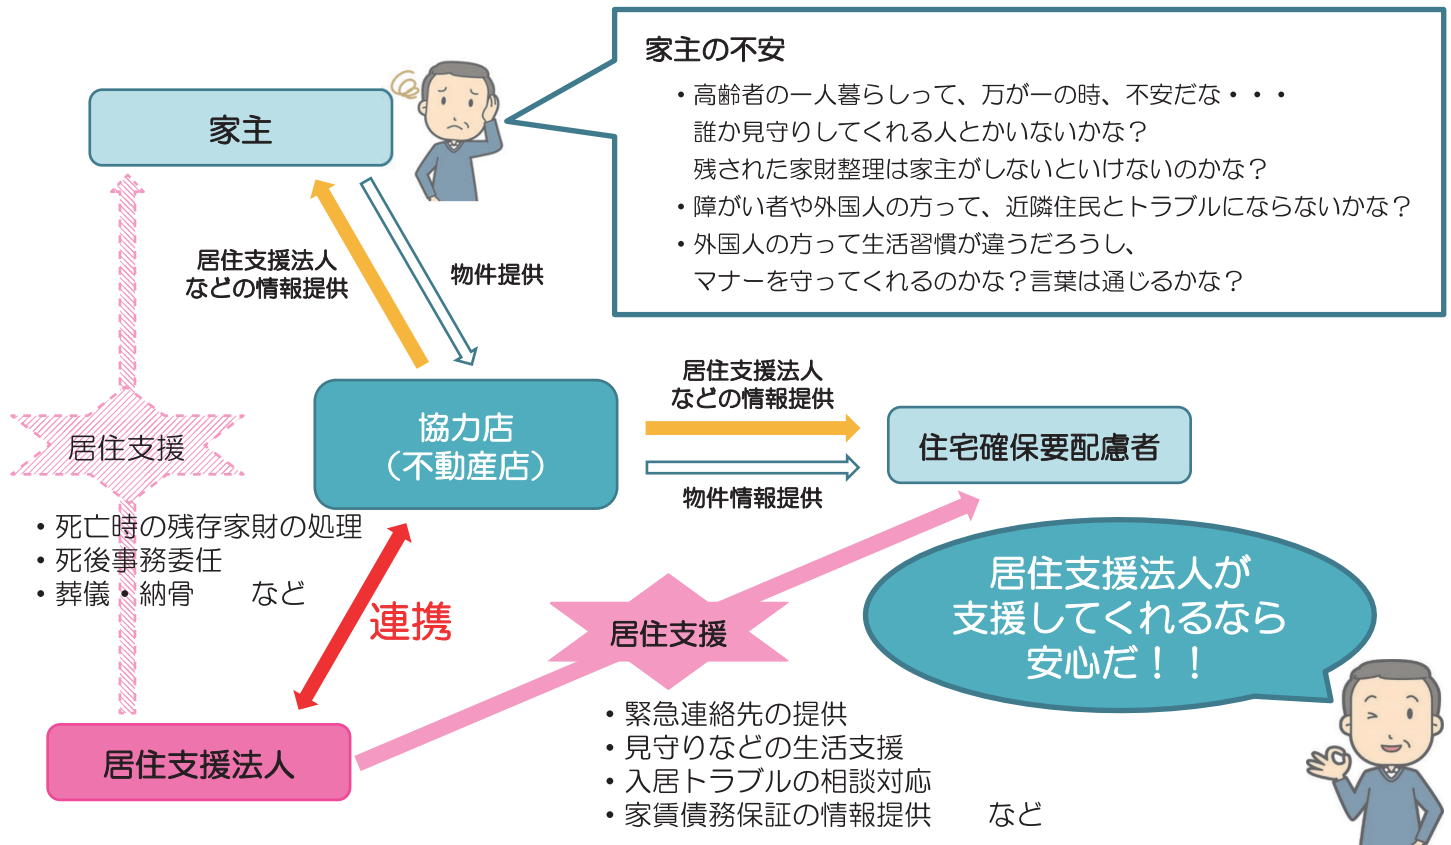 家主の不安
・高齢者の一人暮らしって、万が一の時、不安だな・・・
誰か見守りしてくれる人とかいないかな？
残された家財整理は家主がしないといけないのかな？
・障がい者や外国人の方って、近隣住民とトラブルにならないかな？
・外国人の方って生活習慣が違うだろうし、
マナーを守ってくれるのかな？言葉は通じるかな？
家主
居住支援法人
などの情報提供
物件提供
協力店
（不動産店）
居住支援法人
などの情報提供
物件情報提供
住宅確保要配慮者
居住支援
・死亡時の残存家財の処理
・死後事務委任
・葬儀・納骨　　など
連携
居住支援法人
居住支援
・緊急連絡先の提供
・見守りなどの生活支援
・入居トラブルの相談対応
・家賃債務保証の情報提供　　など
居住支援法人が
支援してくれるなら
安心だ！！